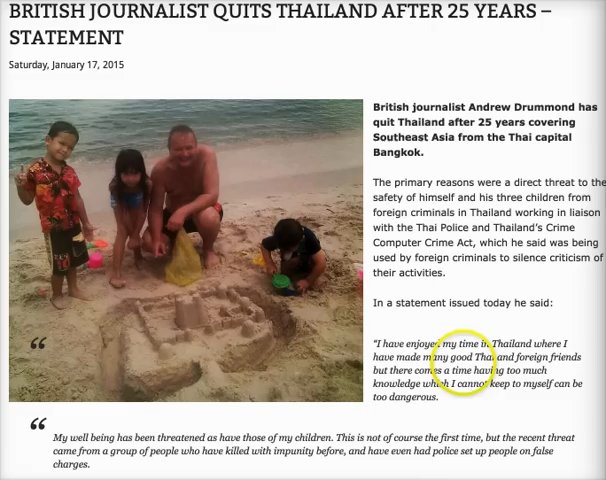 BRITISH JOURNALIST QUITS THAILAND AFTER 25 YEARS –
STATEMENT
Saturday, January 17, 2015
British journalist Andrew Drummond has
quit Thailand after 25 years covering
Southeast Asia from the Thai capital
Bangkok.
The primary reasons were a direct threat to the
safety of himself and his three children from
foreign criminals in Thailand working in liaison
with the Thai Police and Thailand's Crime
Computer Crime Act, which he said was being
used by foreign criminals to silence criticism of
their activities.
In a statement issued today he said:
“
“I have enjoyed my time in Thailand where I
have made many good Thai and foreign friends
but there comes a time having too much
knowledge which I cannot keep to myself can be
too dangerous.
“
My well being has been threatened as have those of my children. This is not of course the first time, but the recent threat
came from a group of people who have killed with impunity before, and have even had police set up people on false
charges.